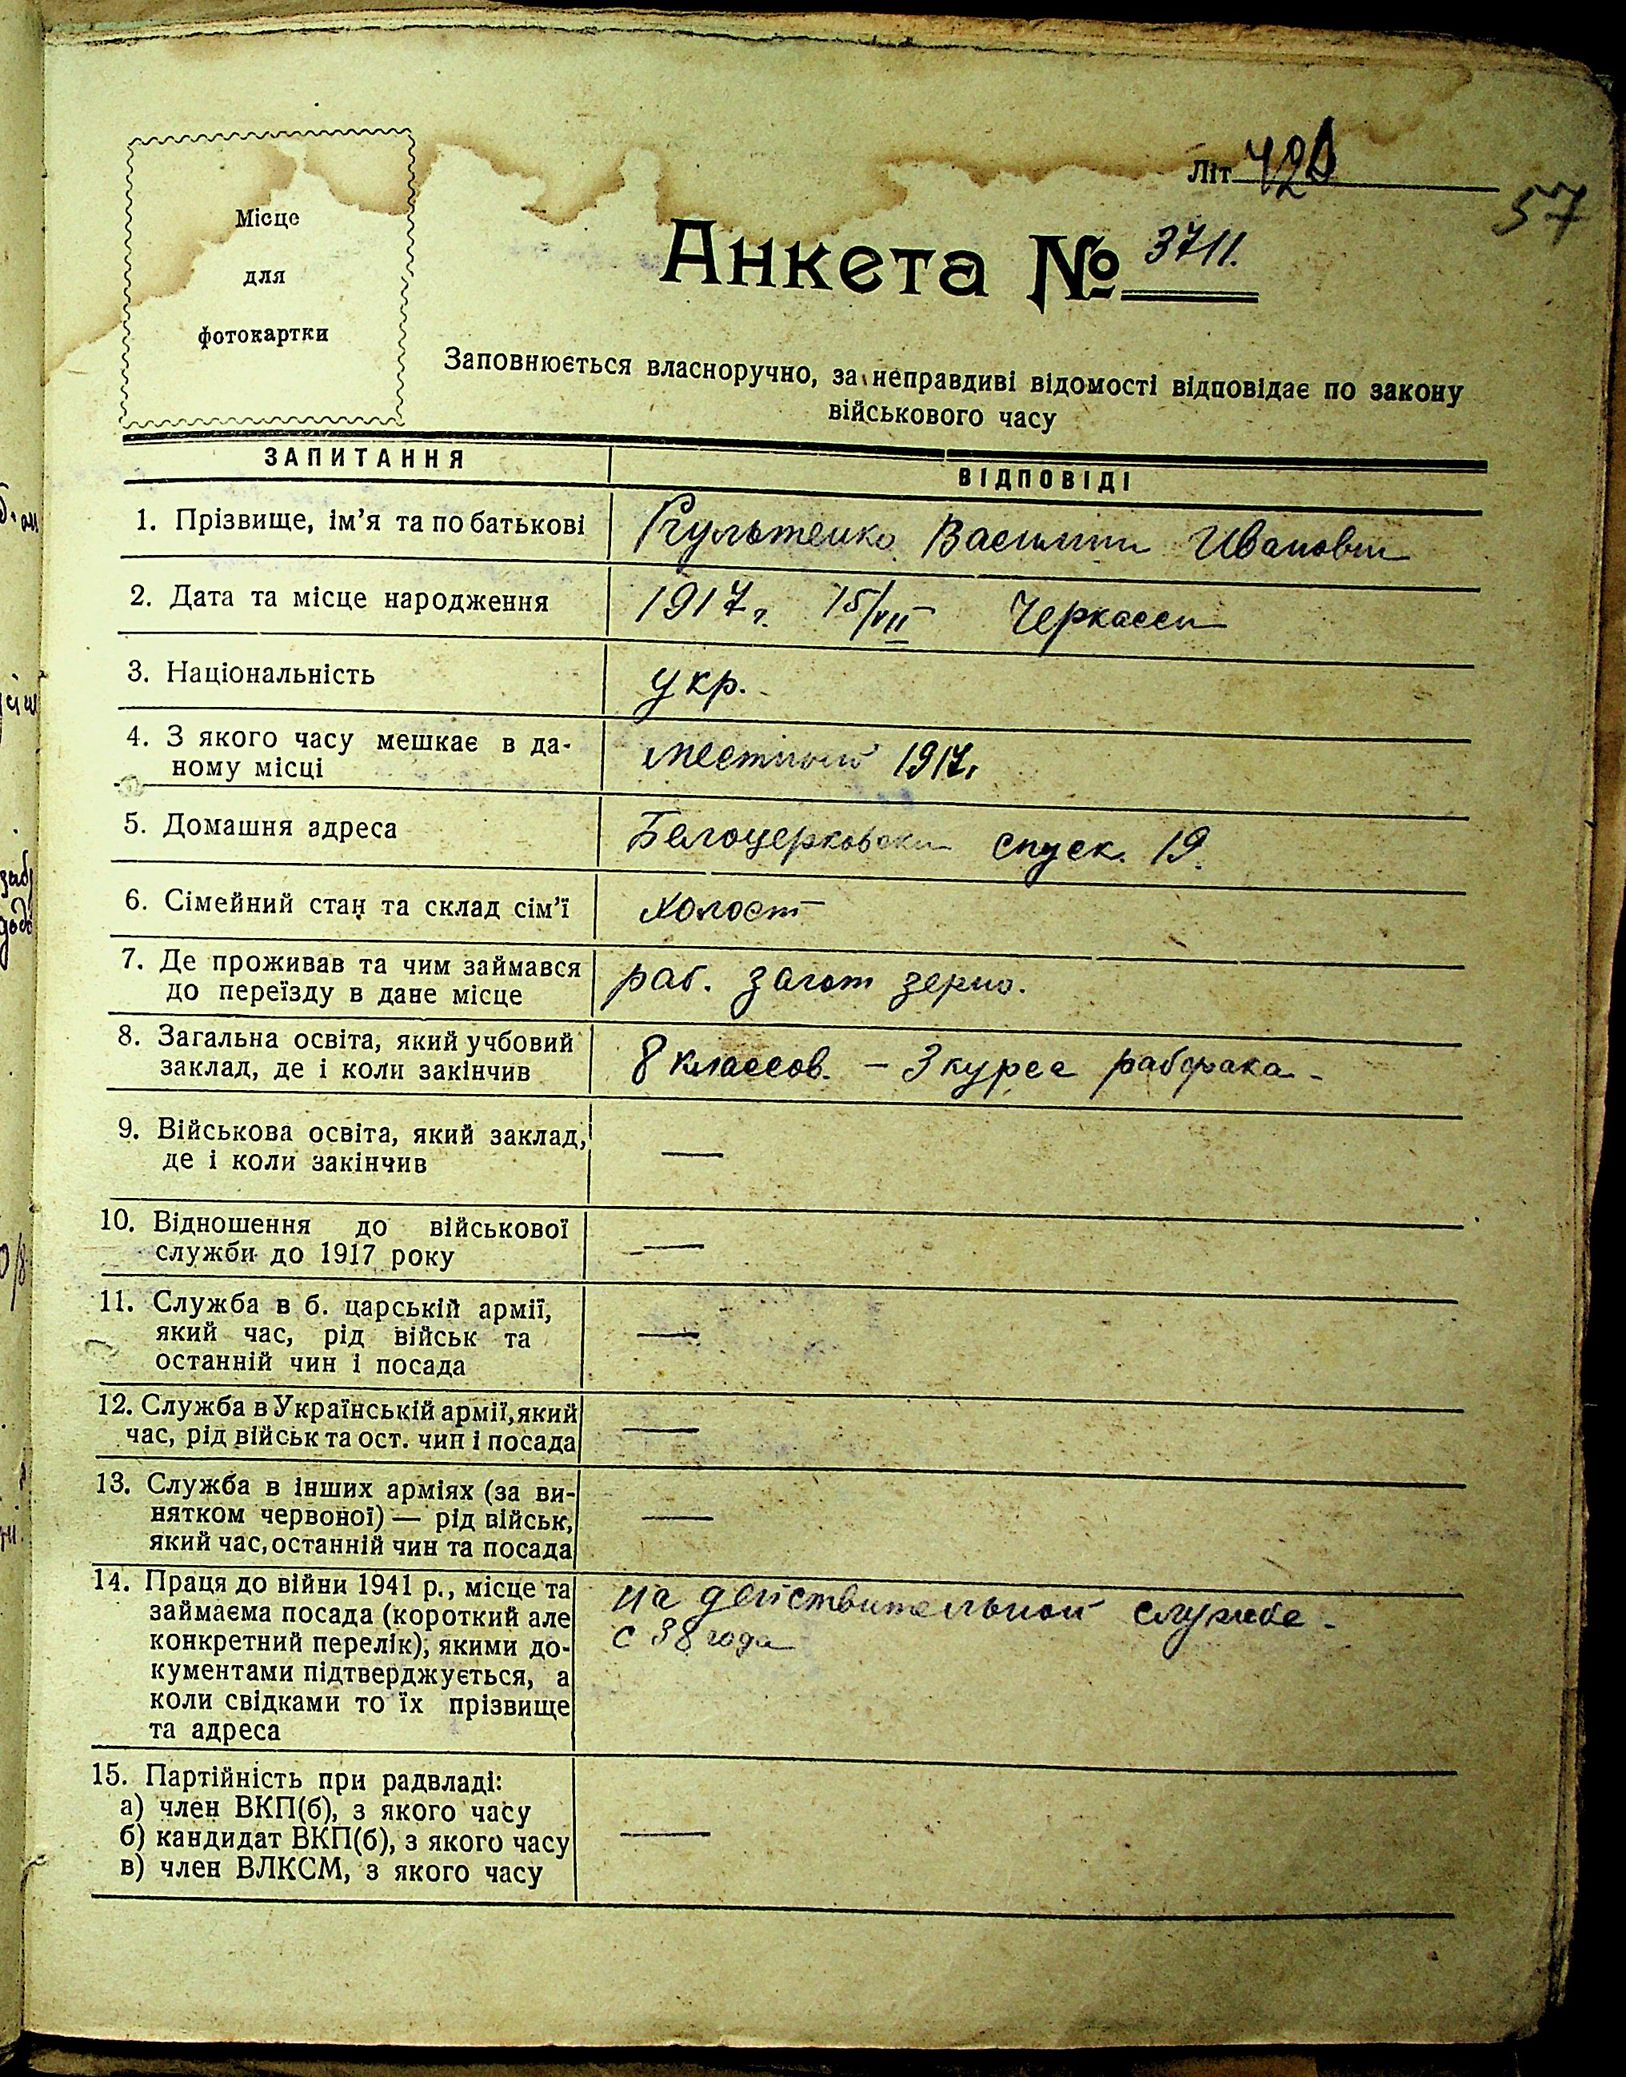 Літ 420
57
Місце
для
фотокартки
Анкета № 3711.
Заповнюється власноручно, за неправдиві відомості відповідає по закону
військового часу
ЗАПИТАННЯ ВІДПОВІДІ
1. Прізвище, ім'я та по батькові Василий Иванович
2. Дата та місце народження 1917 г. 15/VII Черкассы
3. Національність укр.
4. З якого часу мешкає в да- местный 1917.
ному місці
5. Домашня адреса Белоцерковский спуск. 19.
6. Сімейний стан та склад сім'ї холост
7. Де проживав та чим займався раб. загот зерно.
до переїзду в дане місце
8. Загальна освіта, який учбовий 8 классов. – 3 курса рабфака –
заклад, де і коли закінчив
9. Військова освіта, який заклад, —
де і коли закінчив
10. Відношення до військової —
служби до 1917 року
11. Служба в б. царській армії,
який час, рід військ та —
останній чин і посада
12. Служба в Українській армії, який —
час, рід військ та ост. чин і посада
13. Служба в інших арміях (за ви-
нятком червоної) — рід військ, —
який час, останній чин та посада
14. Праця до війни 1941 р., місце та на действительной службе –
займаєма посада (короткий але с 38 года
конкретний перелік), якими до-
кументами підтверджується, а
коли свідками то їх прізвище
та адреса
15. Партійність при радвладі:
а) член ВКП(б), з якого часу
б) кандидат ВКП(б), з якого часу —
в) член ВЛКСМ, з якого часу